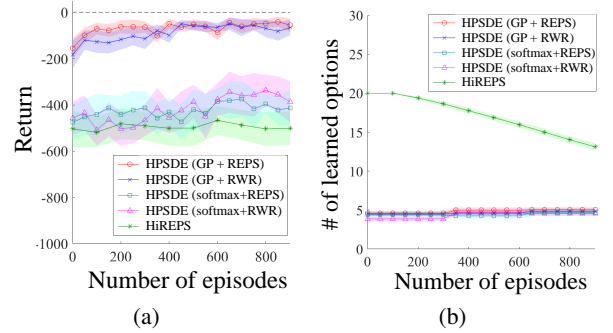 0
-200
-400
-600
-800
-1000
Return
HPSDE (GP + REPS)
HPSDE (GP + RWR)
HPSDE (softmax+REPS)
HPSDE (softmax+RWR)
HiREPS
0 200 400 600 800
Number of episodes
(a)
25
20
15
10
5
0
# of learned options
HPSDE (GP + REPS)
HPSDE (GP + RWR)
HPSDE (softmax+REPS)
HPSDE (softmax+RWR)
HiREPS
0 200 400 600 800
Number of episodes
(b)